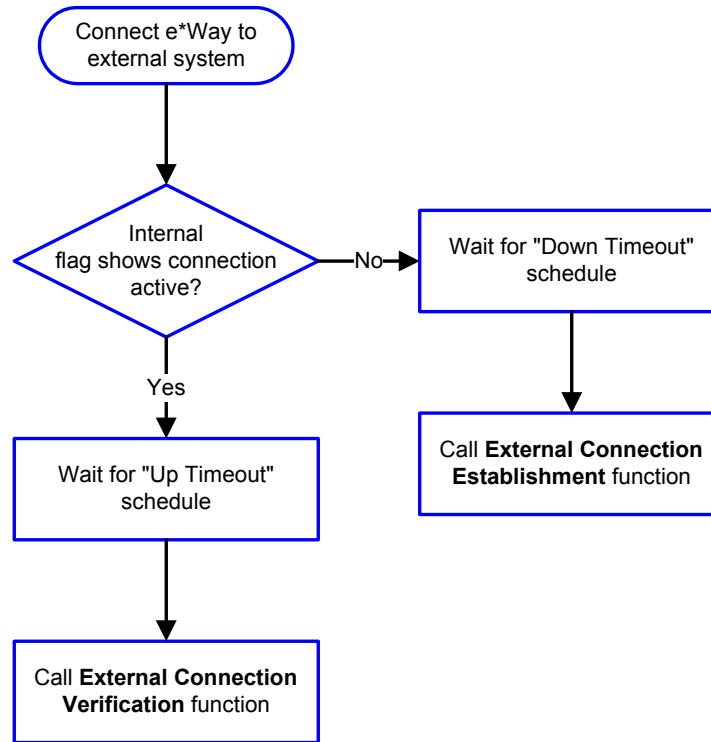 Connect e*Way to
external system
Internal
flag shows connection
active?
No
Wait for "Down Timeout"
schedule
Yes
Call External Connection
Establishment function
Wait for "Up Timeout"
schedule
Call External Connection
Verification function